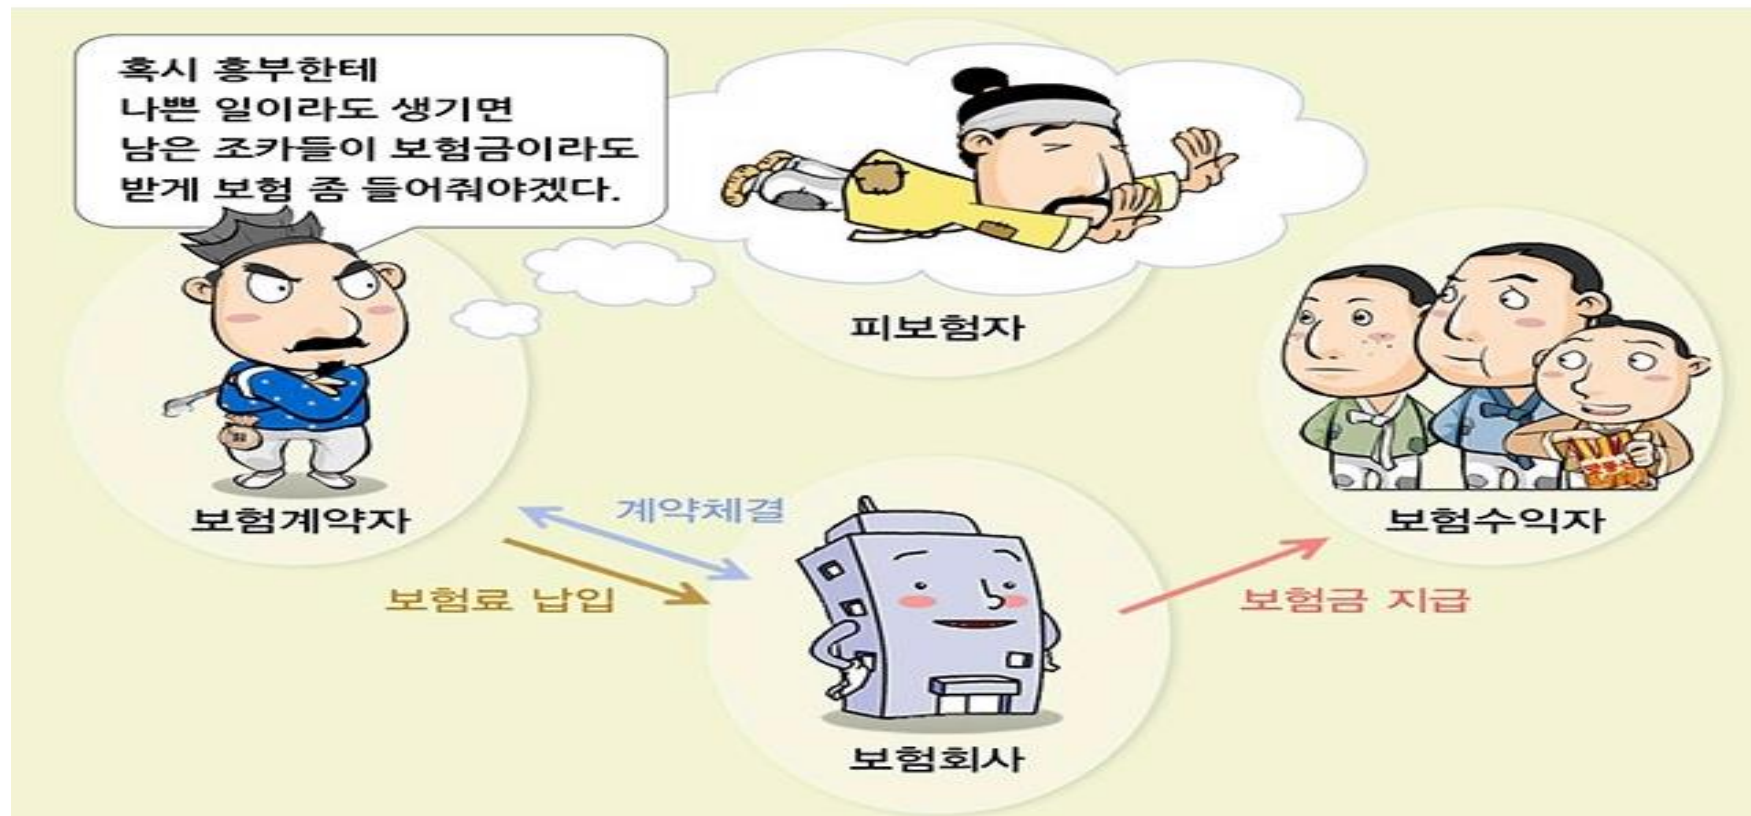 혹시 흥부한테
나쁜 일이라도 생기면
남은 조카들이 보험금이라도
받게 보험 좀 들어줘야겠다.
피보험자
보험계약자
보험수익자
계약체결
보험료 납입
보험금 지급
보험회사